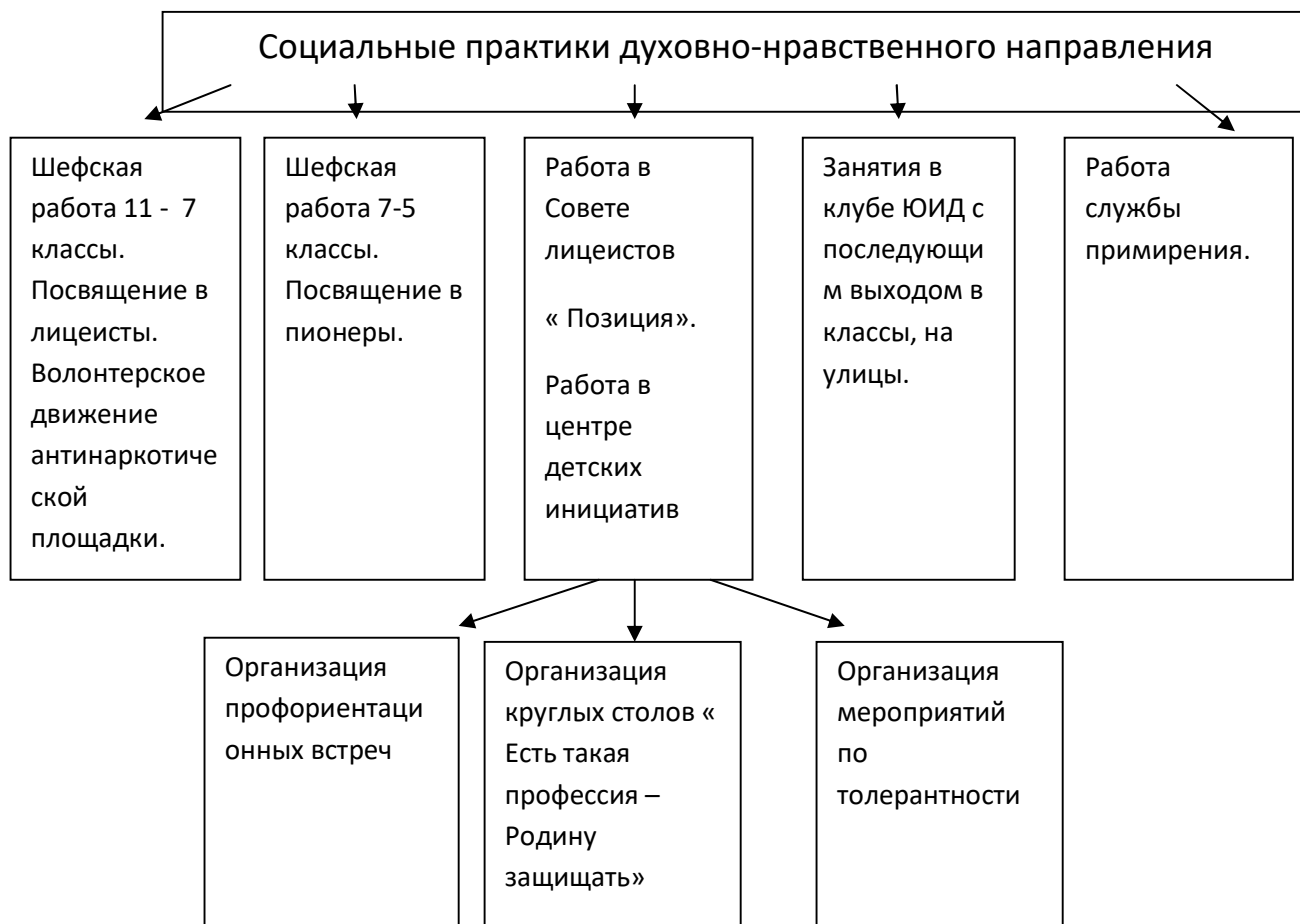 Социальные практики духовно-нравственного направления
Шефская
работа 11 - 7
классы.
Посвящение в
лицеисты.
Волонтерское
движение
антинаркотиче
ской
площадки.
Шефская
работа 7-5
классы.
Посвящение в
пионеры.
Работа в
Совете
лицеистов
« Позиция».
Работа в
центре
детских
инициатив
Занятия в
клубе ЮИД с
последующи
м выходом в
классы, на
улицы.
Работа
службы
примирения.
Организация
профориентаци
онных встреч
Организация
круглых столов «
Есть такая
профессия –
Родину
защищать»
Организация
мероприятий
по
толерантности